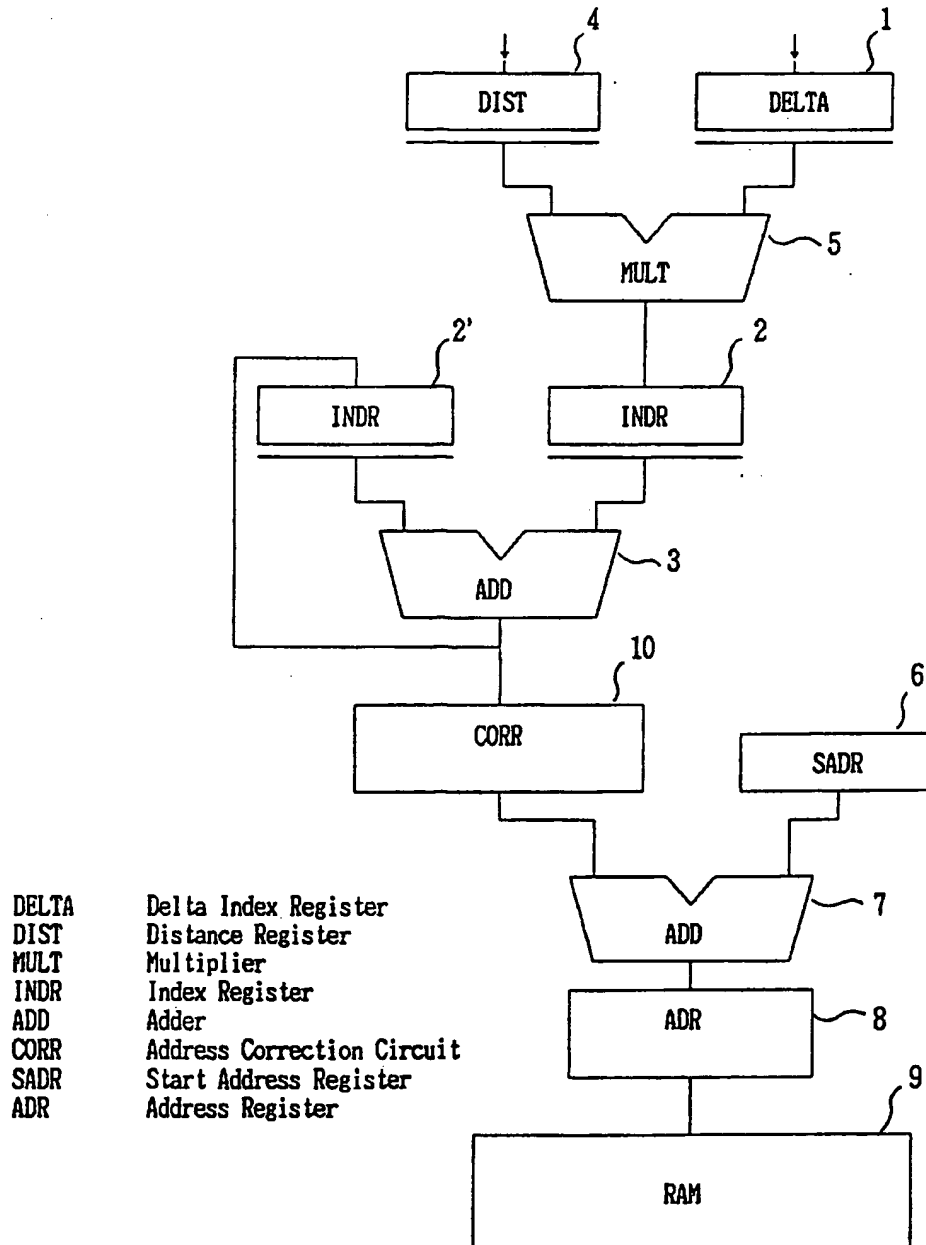 4
1
DIST
DELTA
5
MULT
2'
2
INDR
INDR
3
ADD
10
6
CORR
SADR
7
ADD
DELTA Delta Index Register
DIST Distance Register
MULT Multiplier
INDR Index Register
ADD Adder
CORR Address Correction Circuit
SADR Start Address Register
ADR Address Register
ADR
8
9
RAM